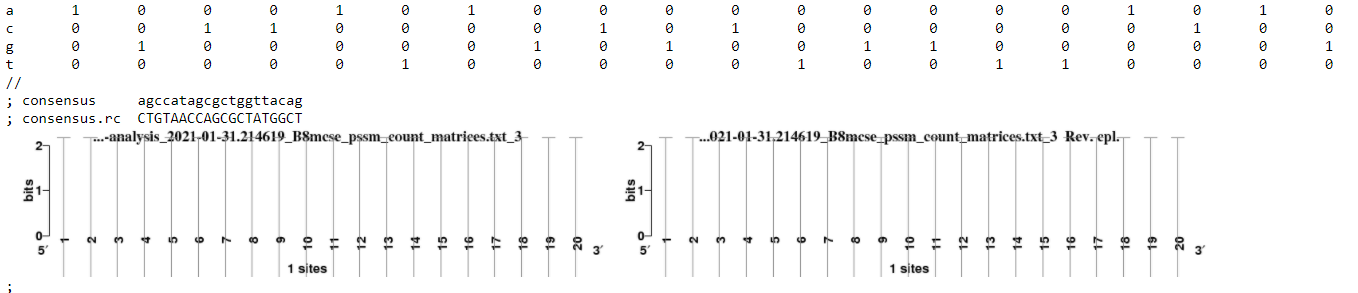 a 1 0 0 0 1 0 1 0 0 0 0 0 0 0 0 0 1 0 1 0
c 0 0 1 1 0 0 0 0 1 0 1 0 0 0 0 0 0 1 0 0
g 0 1 0 0 0 0 0 1 0 1 0 0 1 1 0 0 0 0 0 1
t 0 0 0 0 0 1 0 0 0 0 0 1 0 0 1 1 0 0 0 0
//
; consensus agccatagcgctggttacag
; consensus.rc CTGTAACCAGCGCTATGGCT
...-analysis_2021-01-31.214619_B8mcse_pssm_count_matrices.txt_3
2
1
0
bits
5′ 1 2 3 4 5 6 7 8 9 10 11 12 13 14 15 16 17 18 19 20 3′
1 sites
...021-01-31.214619_B8mcse_pssm_count_matrices.txt_3 Rev. cpl.
2
1
0
bits
5′ 1 2 3 4 5 6 7 8 9 10 11 12 13 14 15 16 17 18 19 20 3′
1 sites
;